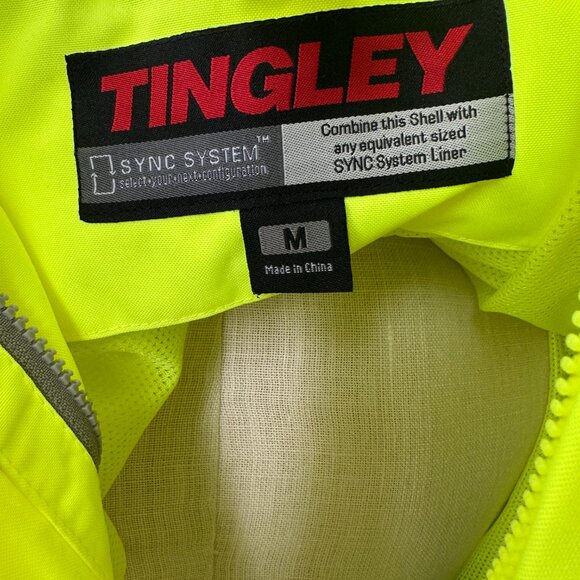 TINGLEY
SYNC SYSTEM™
select•your•next•configuration
Combine this Shell with
any equivalent sized
SYNC System Liner
M
Made in China